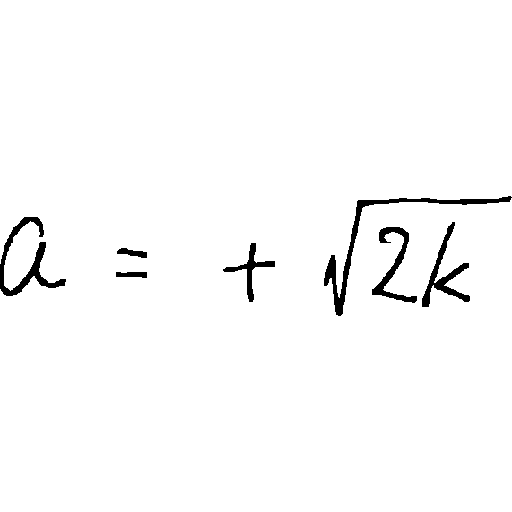 a = + √2k